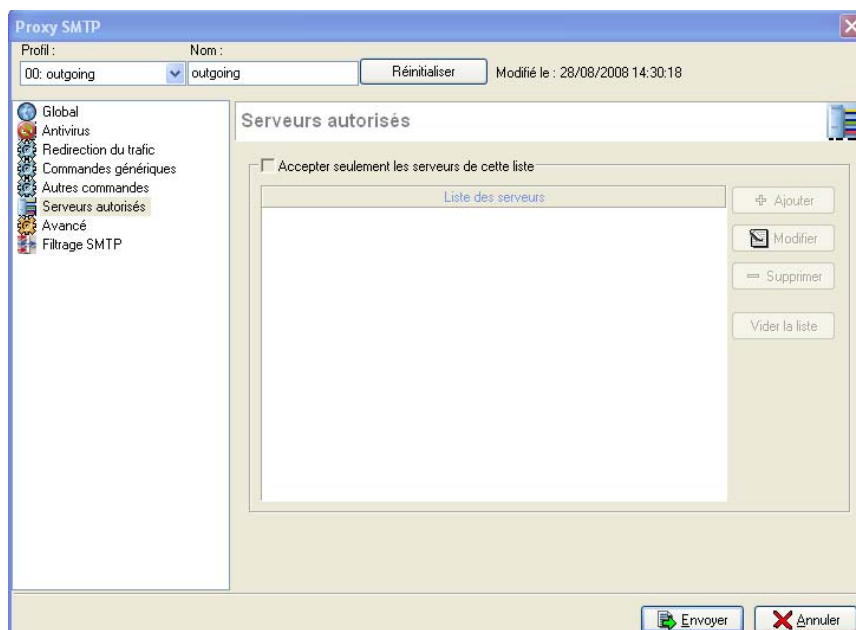 Proxy SMTP
Profil :
Nom :
00: outgoing
outgoing
Réinitialiser
Modifié le : 28/08/2008 14:30:18
Global
Antivirus
Redirection du trafic
Commandes génériques
Autres commandes
Serveurs autorisés
Avancé
Filtrage SMTP
Serveurs autorisés
Accepter seulement les serveurs de cette liste
Liste des serveurs
Ajouter
Modifier
Supprimer
Vider la liste
Envoyer
Annuler